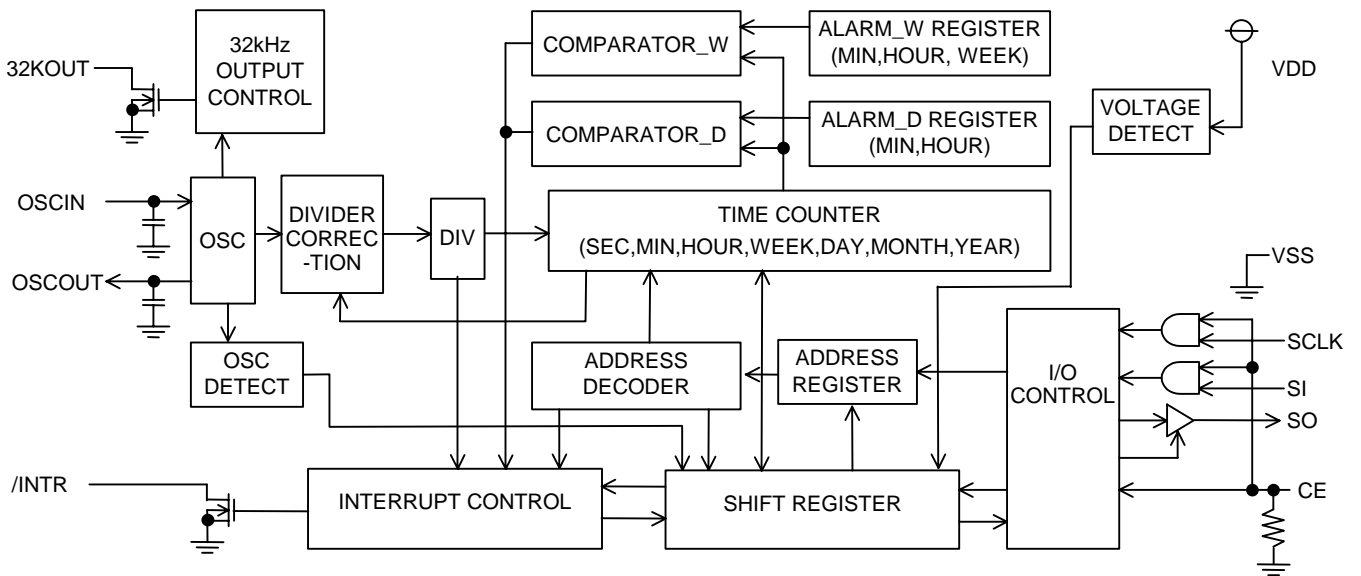 32kHz
OUTPUT
CONTROL
32KOUT
COMPARATOR_W
ALARM_W REGISTER
(MIN,HOUR, WEEK)
VDD
VOLTAGE
DETECT
COMPARATOR_D
ALARM_D REGISTER
(MIN,HOUR)
OSCIN
OSC
DIVIDER
CORREC
-TION
DIV
TIME COUNTER
(SEC,MIN,HOUR,WEEK,DAY,MONTH,YEAR)
OSCOUT
VSS
OSC
DETECT
ADDRESS
DECODER
ADDRESS
REGISTER
I/O
CONTROL
SCLK
SI
SO
/INTR
INTERRUPT CONTROL
SHIFT REGISTER
CE